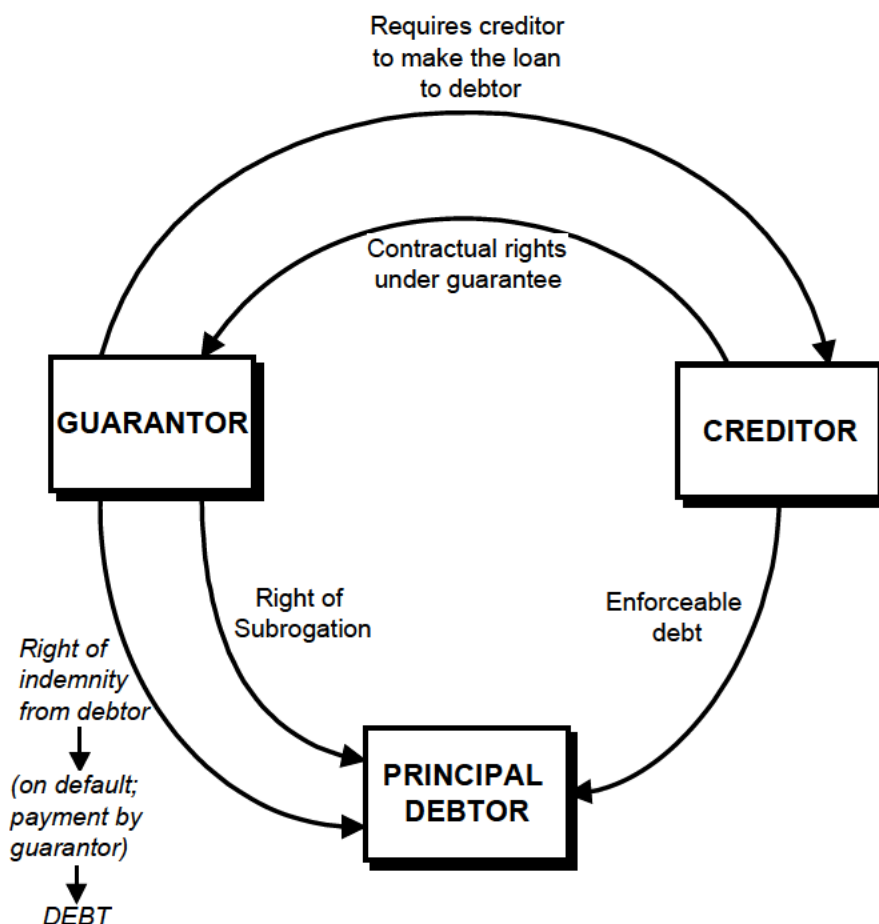 Requires creditor
to make the loan
to debtor
Contractual rights
under guarantee
GUARANTOR
CREDITOR
Right of
Subrogation
Enforceable
debt
Right of
indemnity
from debtor
(on default;
payment by
guarantor)
DEBT
PRINCIPAL
DEBTOR